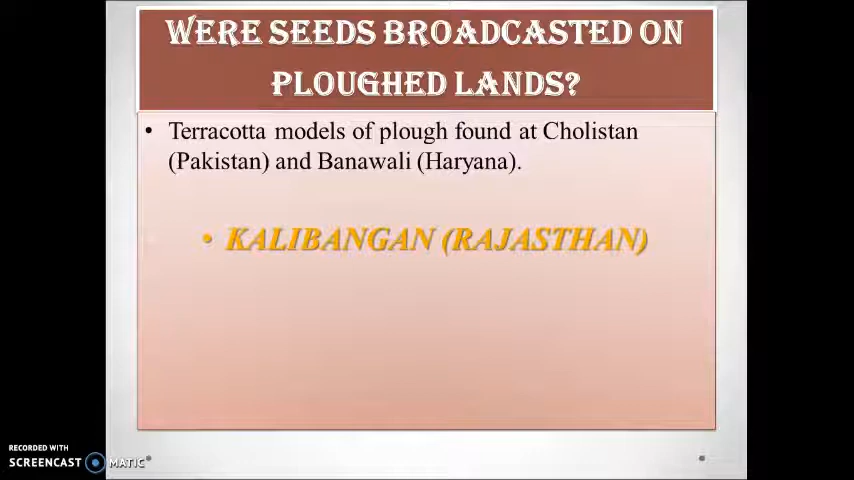 WERE SEEDS BROADCASTED ON
PLOUGHED LANDS?
• Terracotta models of plough found at Cholistan
(Pakistan) and Banawali (Haryana).
• KALIBANGAN (RAJASTHAN)
RECORDED WITH
SCREENCAST MATIC